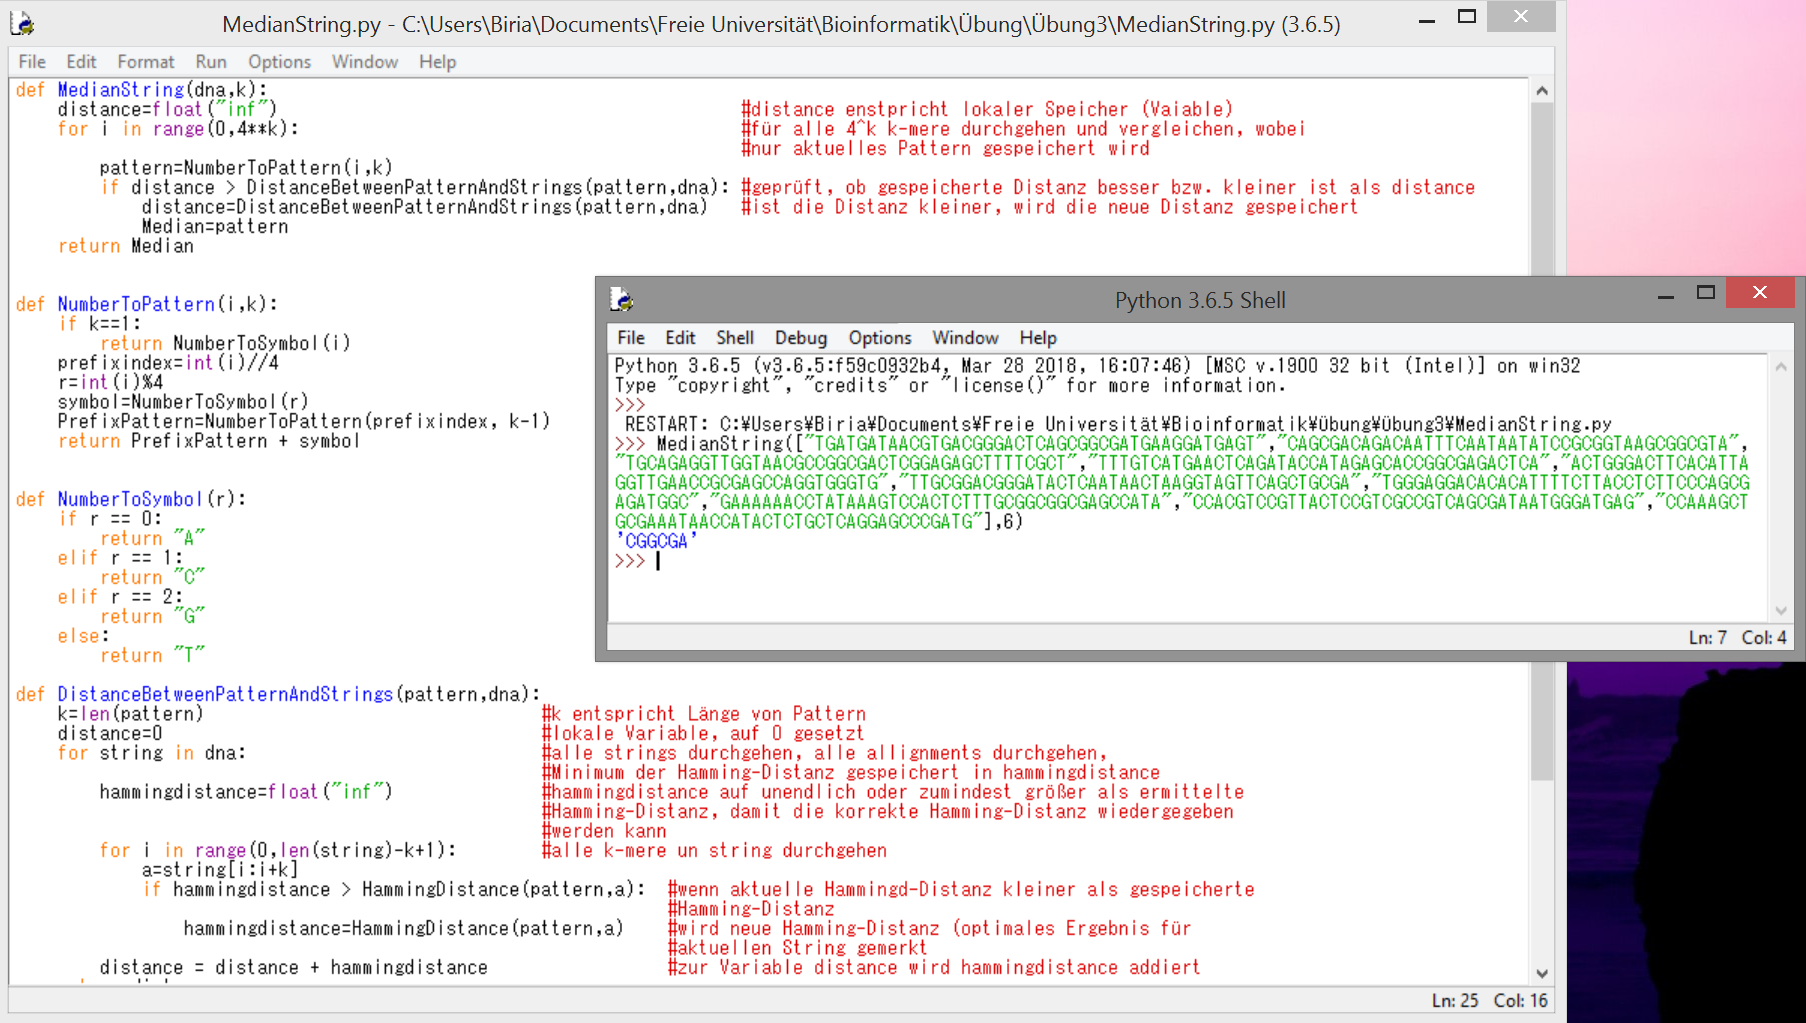 MedianString.py - C:\Users\Biria\Documents\Freie Universität\Bioinformatik\Übung\Übung3\MedianString.py (3.6.5)
File Edit Format Run Options Window Help
def MedianString(dna,k):
distance=float("inf") #distance enstpricht lokaler Speicher (Vaiable)
for i in range(0,4**k): #für alle 4^k k-mere durchgehen und vergleichen, wobei
#nur aktuelles Pattern gespeichert wird
pattern=NumberToPattern(i,k)
if distance > DistanceBetweenPatternAndStrings(pattern,dna): #geprüft, ob gespeicherte Distanz besser bzw. kleiner ist als distance
distance=DistanceBetweenPatternAndStrings(pattern,dna) #ist die Distanz kleiner, wird die neue Distanz gespeichert
Median=pattern
return Median
def NumberToPattern(i,k):
if k==1:
return NumberToSymbol(i)
prefixindex=int(i)//4
r=int(i)%4
symbol=NumberToSymbol(r)
PrefixPattern=NumberToPattern(prefixindex, k-1)
return PrefixPattern + symbol
def NumberToSymbol(r):
if r == 0:
return "A"
elif r == 1:
return "C"
elif r == 2:
return "G"
else:
return "T"
def DistanceBetweenPatternAndStrings(pattern,dna):
k=len(pattern) #k entspricht Länge von Pattern
distance=0 #lokale Variable, auf 0 gesetzt
for string in dna: #alle strings durchgehen, alle allignments durchgehen,
#Minimum der Hamming-Distanz gespeichert in hammingdistance
hammingdistance=float("inf") #hammingdistance auf unendlich oder zumindest größer als ermittelte
#Hamming-Distanz, damit die korrekte Hamming-Distanz wiedergegeben
#werden kann
for i in range(0,len(string)-k+1): #alle k-mere un string durchgehen
a=string[i:i+k]
if hammingdistance > HammingDistance(pattern,a): #wenn aktuelle Hammingd-Distanz kleiner als gespeicherte
#Hamming-Distanz
hammingdistance=HammingDistance(pattern,a) #wird neue Hamming-Distanz (optimales Ergebnis für
#aktuellen String gemerkt
distance = distance + hammingdistance #zur Variable distance wird hammingdistance addiert
Ln: 25 Col: 16
Python 3.6.5 Shell
File Edit Shell Debug Options Window Help
Python 3.6.5 (v3.6.5:f59c0932b4, Mar 28 2018, 16:07:46) [MSC v.1900 32 bit (Intel)] on win32
Type "copyright", "credits" or "license()" for more information.
>>>
RESTART: C:¥Users¥Biria¥Documents¥Freie Universität¥Bioinformatik¥Übung¥Übung3¥MedianString.py
>>> MedianString(["TGATGATAACGTGACGGGACTCAGCGGCGATGAAGGATGAGT","CAGCGACAGACAATTTCAATAATATCCGCGGTAAGCGGCGTA",
"TGCAGAGGTTGGTAACGCCGGCGACTCGGAGAGCTTTTCGCT","TTTGTCATGAACTCAGATACCATAGAGCACCGGCGAGACTCA","ACTGGGACTTCACATTA
GGTTGAACCGCGAGCCAGGTGGGTG","TTGCGGACGGGATACTCAATAACTAAGGTAGTTCAGCTGCGA","TGGGAGGACACACATTTTCTTACCTCTTCCCAGCG
AGATGGC","GAAAAAACCTATAAAGTCCACTCTTTGCGGCGGCGAGCCATA","CCACGTCCGTTACTCCGTCGCCGTCAGCGATAATGGGATGAG","CCAAAGCT
GCGAAATAACCATACTCTGCTCAGGAGCCCGATG"],6)
'CGGCGA'
>>>
Ln: 7 Col: 4